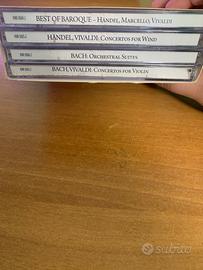 BEST OF BAROQUE - HÄNDEL, MARCELLO, VIVALDI
HÄNDEL, VIVALDI: CONCERTOS FOR WIND
BACH: ORCHESTRAL SUITES
BACH, VIVALDI: CONCERTOS FOR VIOLIN
subito